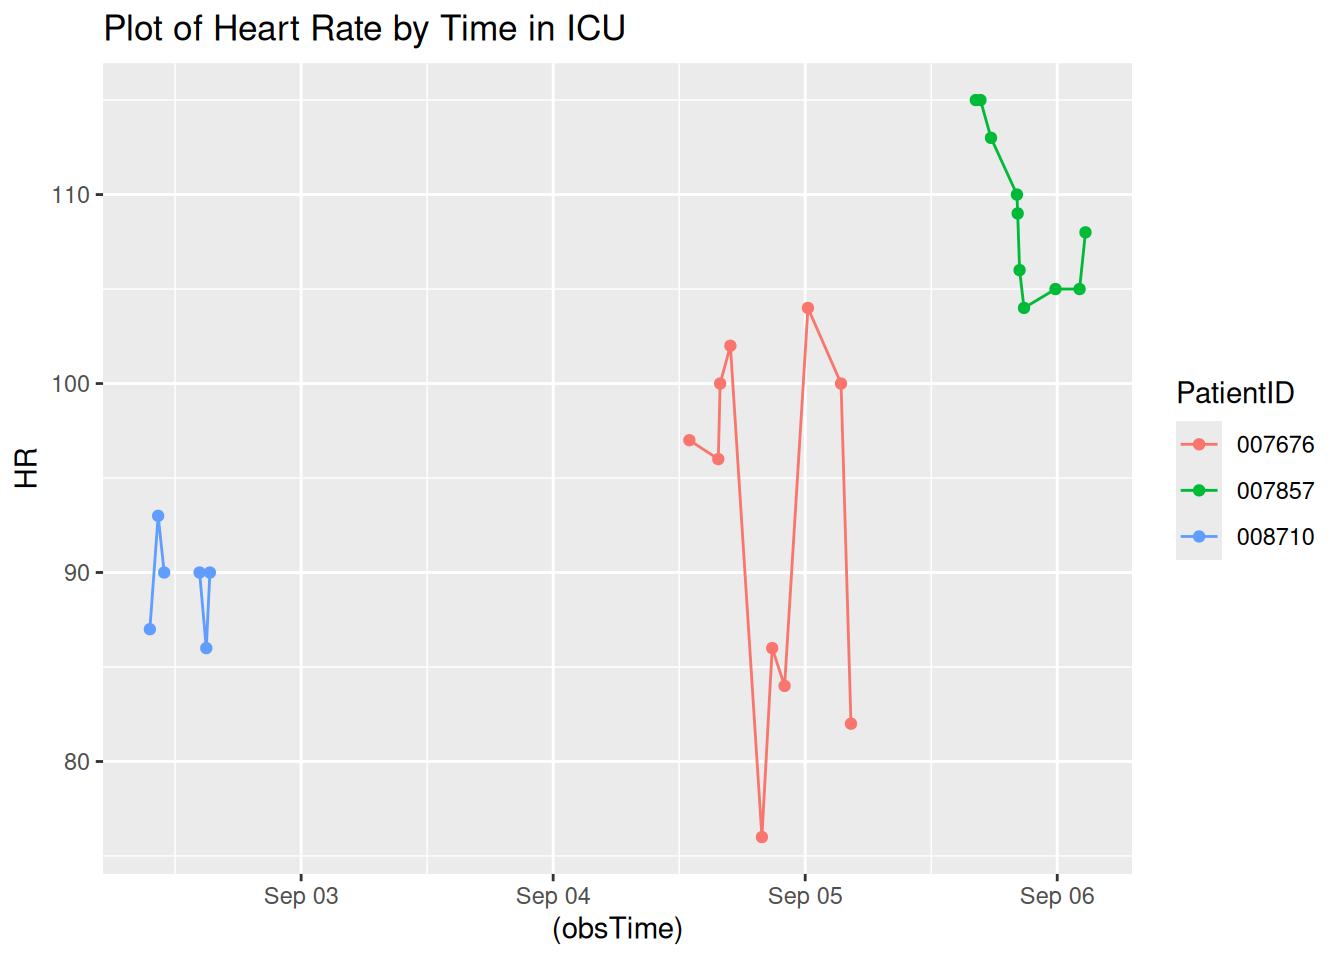 Plot of Heart Rate by Time in ICU
110
100
90
80
HR
Sep 03
Sep 04
Sep 05
Sep 06
(obsTime)
PatientID
007676
007857
008710